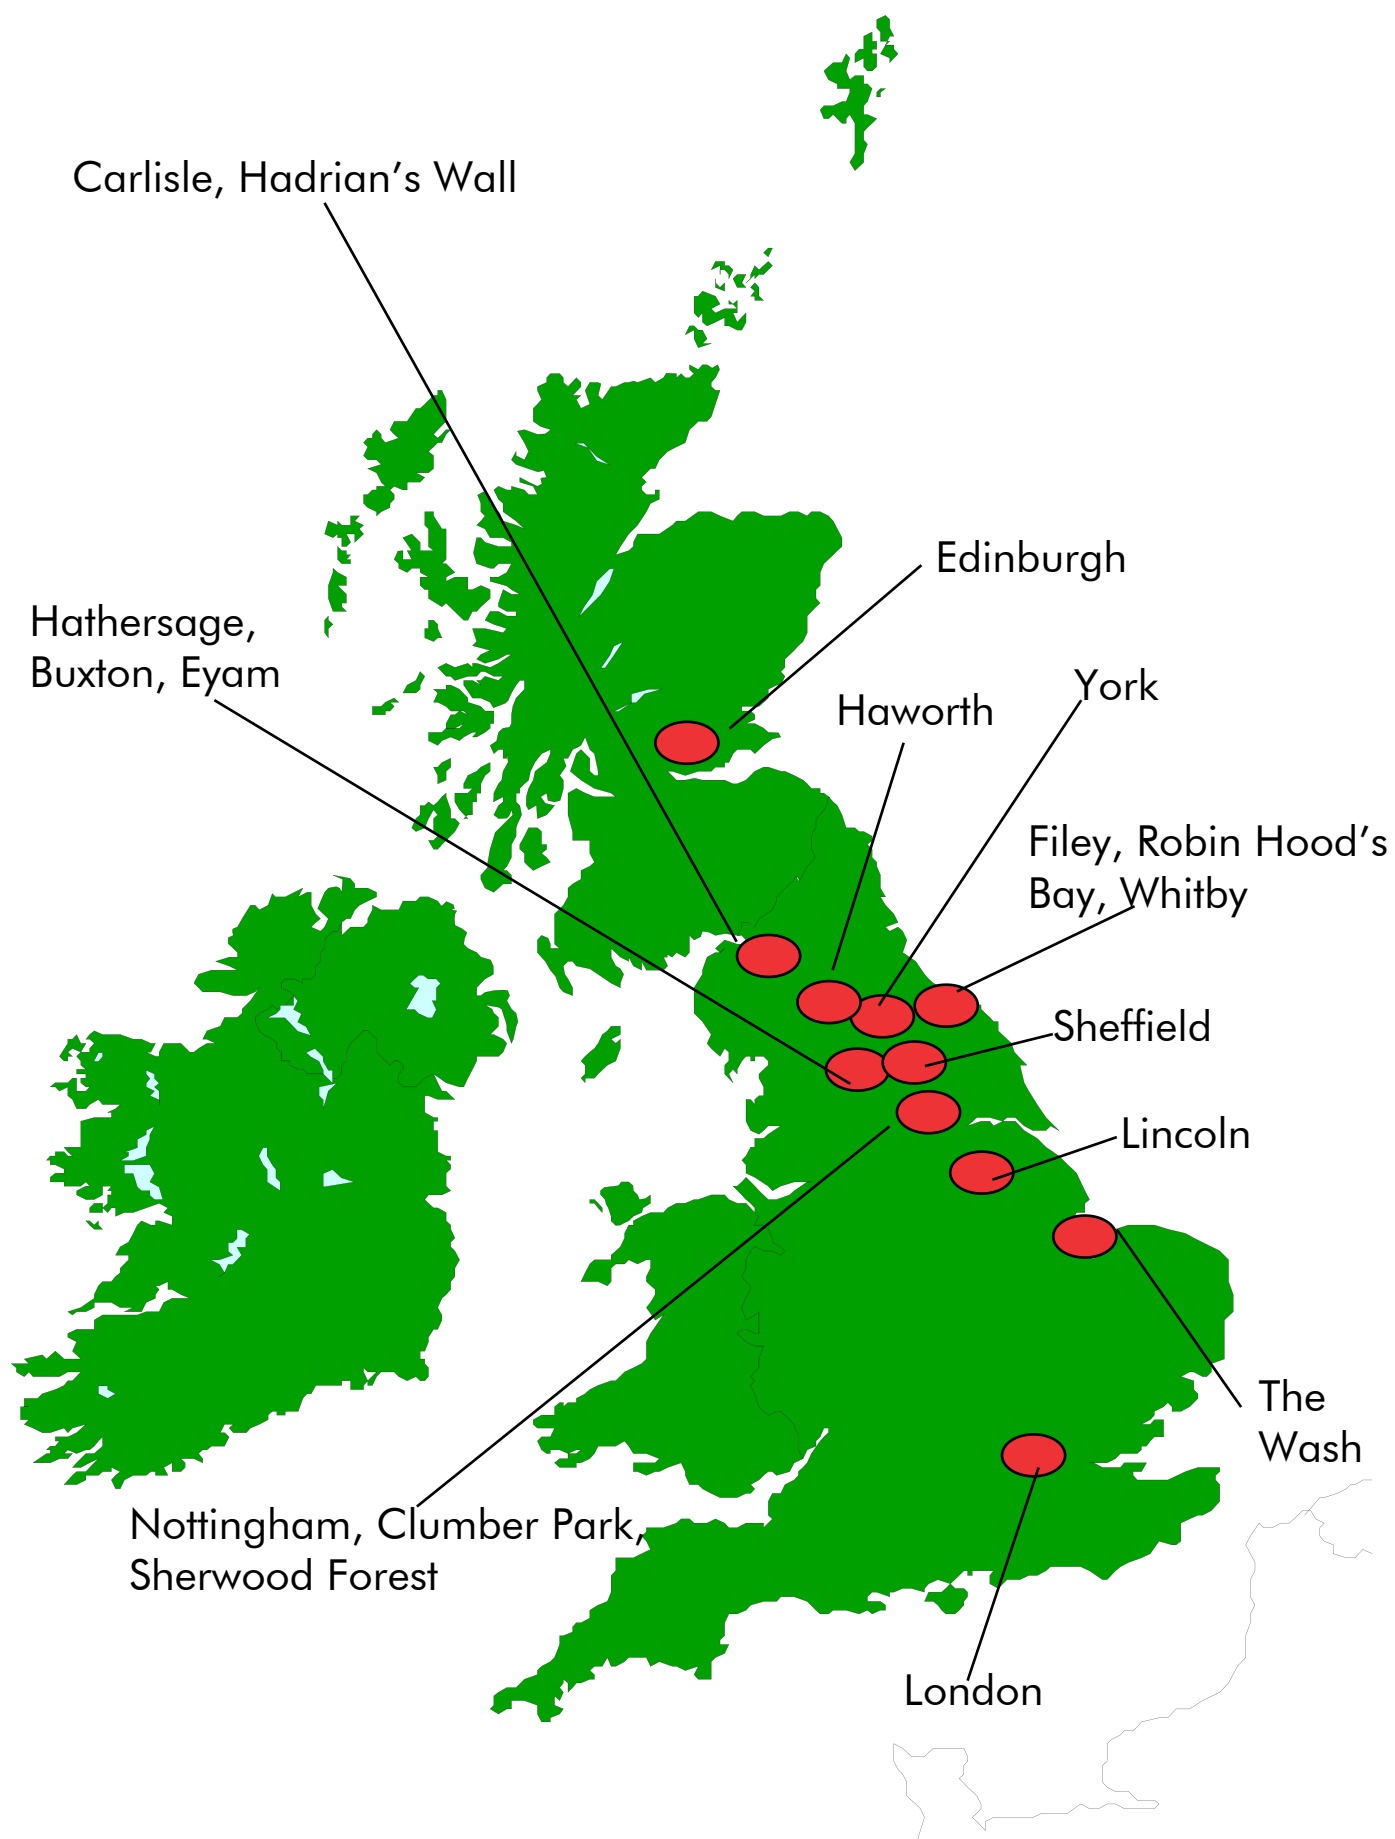 Carlisle, Hadrian's Wall
Edinburgh
Hathersage,
Buxton, Eyam
York
Haworth
Filey, Robin Hood's
Bay, Whitby
Sheffield
Lincoln
The
Wash
Nottingham, Clumber Park,
Sherwood Forest
London